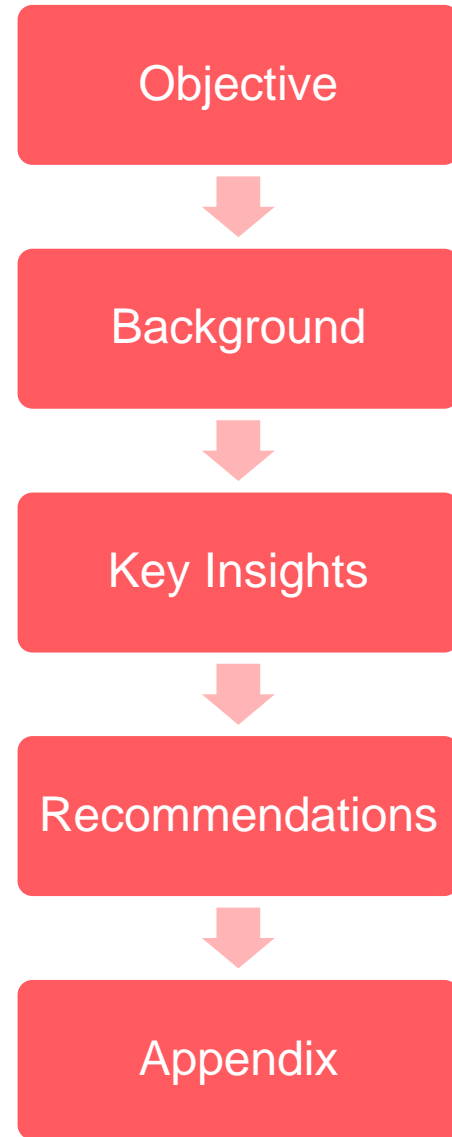 Objective
Background
Key Insights
Recommendations
Appendix